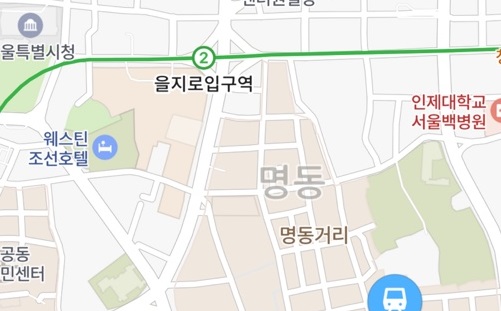 울특별시청
2
을지로입구역
인제대학교
서울백병원
웨스틴
조선호텔
명동
명동거리
공동
민센터